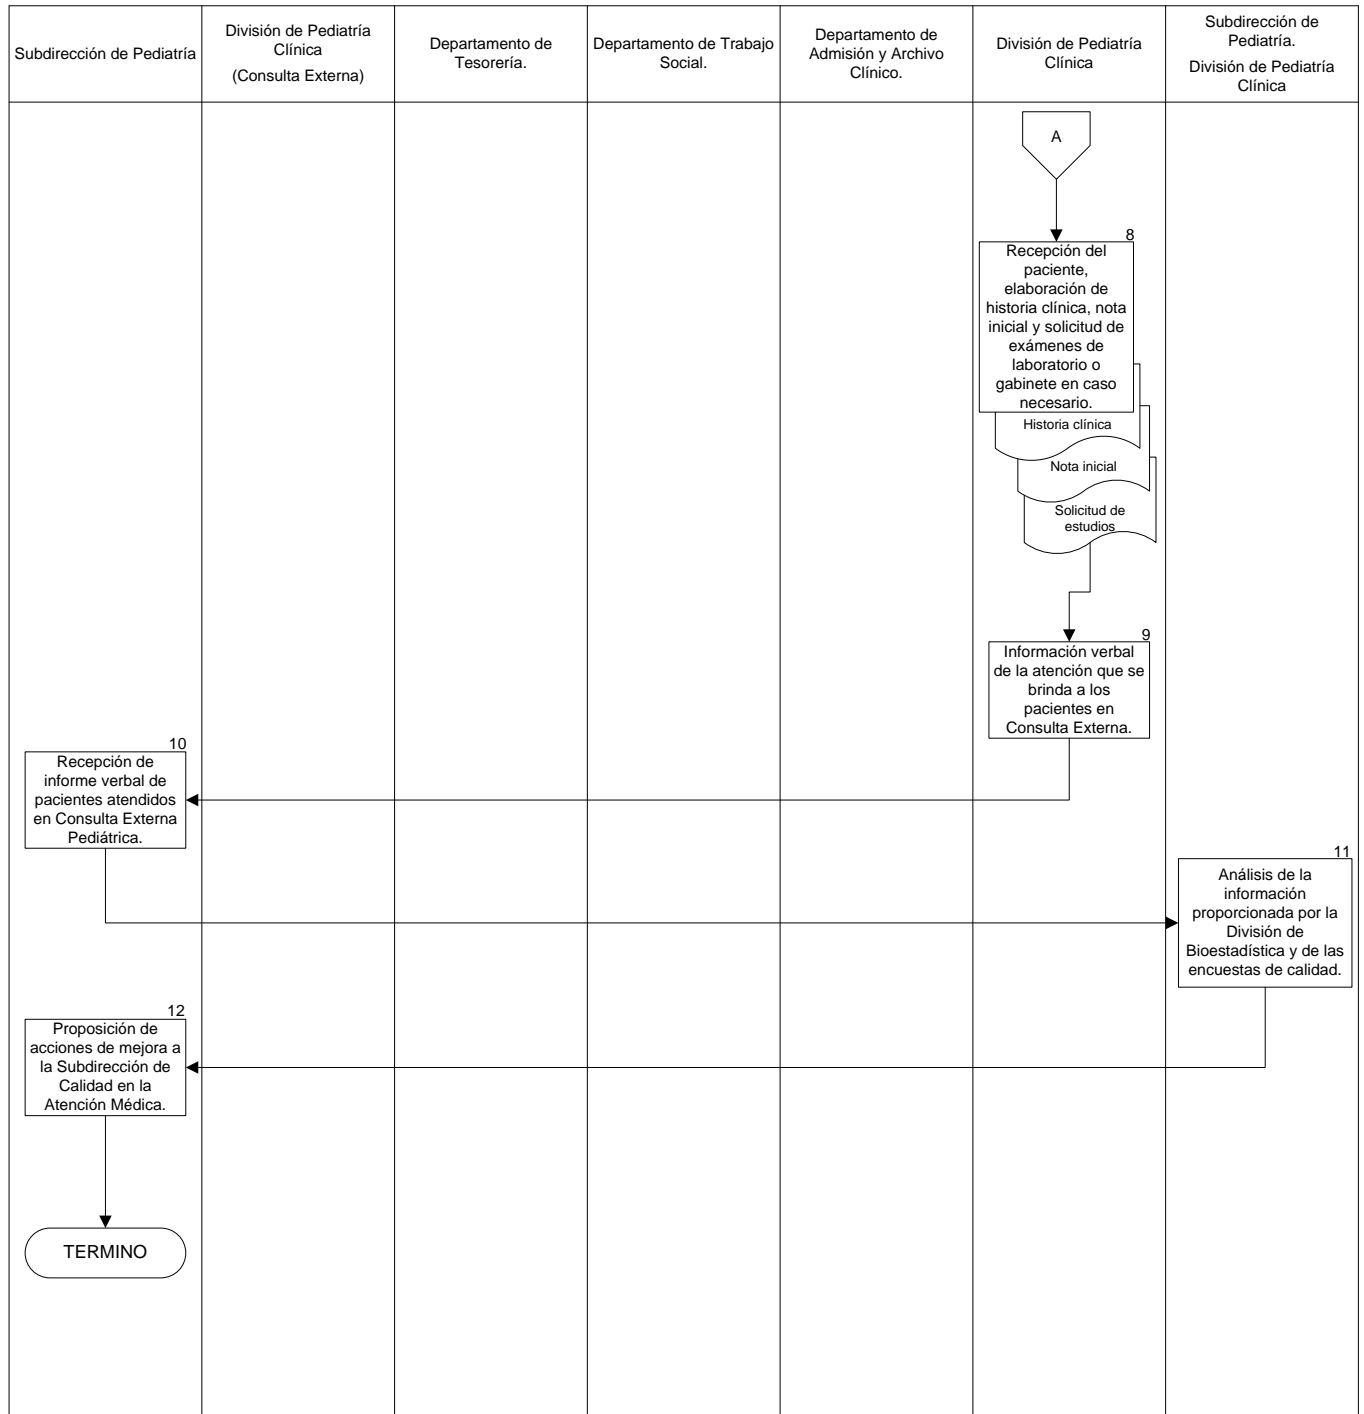 Subdirección de Pediatría
División de Pediatría
Clínica
(Consulta Externa)
Departamento de
Tesorería.
Departamento de Trabajo
Social.
Departamento de
Admisión y Archivo
Clínico.
División de Pediatría
Clínica
Subdirección de
Pediatría.
División de Pediatría
Clínica
A
8
Recepción del
paciente,
elaboración de
historia clínica, nota
inicial y solicitud de
exámenes de
laboratorio o
gabinete en caso
necesario.
Historia clínica
Nota inicial
Solicitud de
estudios
9
Información verbal
de la atención que se
brinda a los
pacientes en
Consulta Externa.
10
Recepción de
informe verbal de
pacientes atendidos
en Consulta Externa
Pediátrica.
11
Análisis de la
información
proporcionada por la
División de
Bioestadística y de las
encuestas de calidad.
12
Proposición de
acciones de mejora a
la Subdirección de
Calidad en la
Atención Médica.
TERMINO